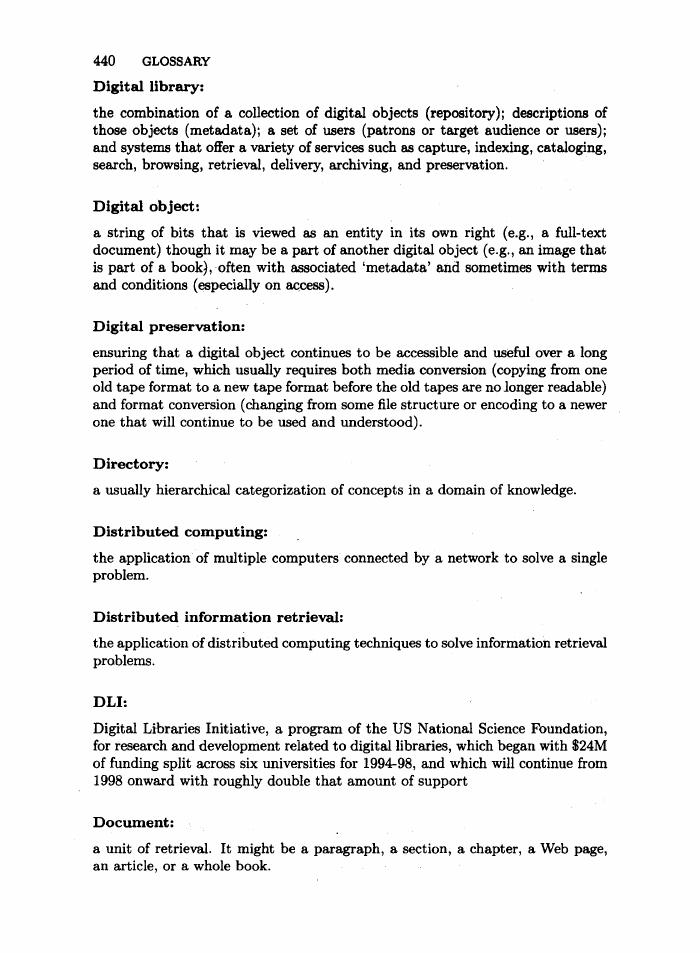 440 GLOSSARY
Digital library:
the combination of a collection of digital objects (repository); descriptions of
those objects (metadata); a set of users (patrons or target audience or users);
and systems that offer a variety of services such as capture, indexing, cataloging,
search, browsing, retrieval, delivery, archiving, and preservation.
Digital object:
a string of bits that is viewed as an entity in its own right (e.g., a full-text
document) though it may be a part of another digital object (e.g., an image that
is part of a book), often with associated ‘metadata’ and sometimes with terms
and conditions (especially on access).
Digital preservation:
ensuring that a digital object continues to be accessible and useful over a long
period of time, which usually requires both media conversion (copying from one
old tape format to a new tape format before the old tapes are no longer readable)
and format conversion (changing from some file structure or encoding to a newer
one that will continue to be used and understood).
Directory:
a usually hierarchical categorization of concepts in a domain of knowledge.
Distributed computing:
the application of multiple computers connected by a network to solve a single
problem.
Distributed information retrieval:
the application of distributed computing techniques to solve information retrieval
problems.
DLI:
Digital Libraries Initiative, a program of the US National Science Foundation,
for research and development related to digital libraries, which began with $24M
of funding split across six universities for 1994-98, and which will continue from
1998 onward with roughly double that amount of support
Document:
a unit of retrieval. It might be a paragraph, a section, a chapter, a Web page,
an article, or a whole book.